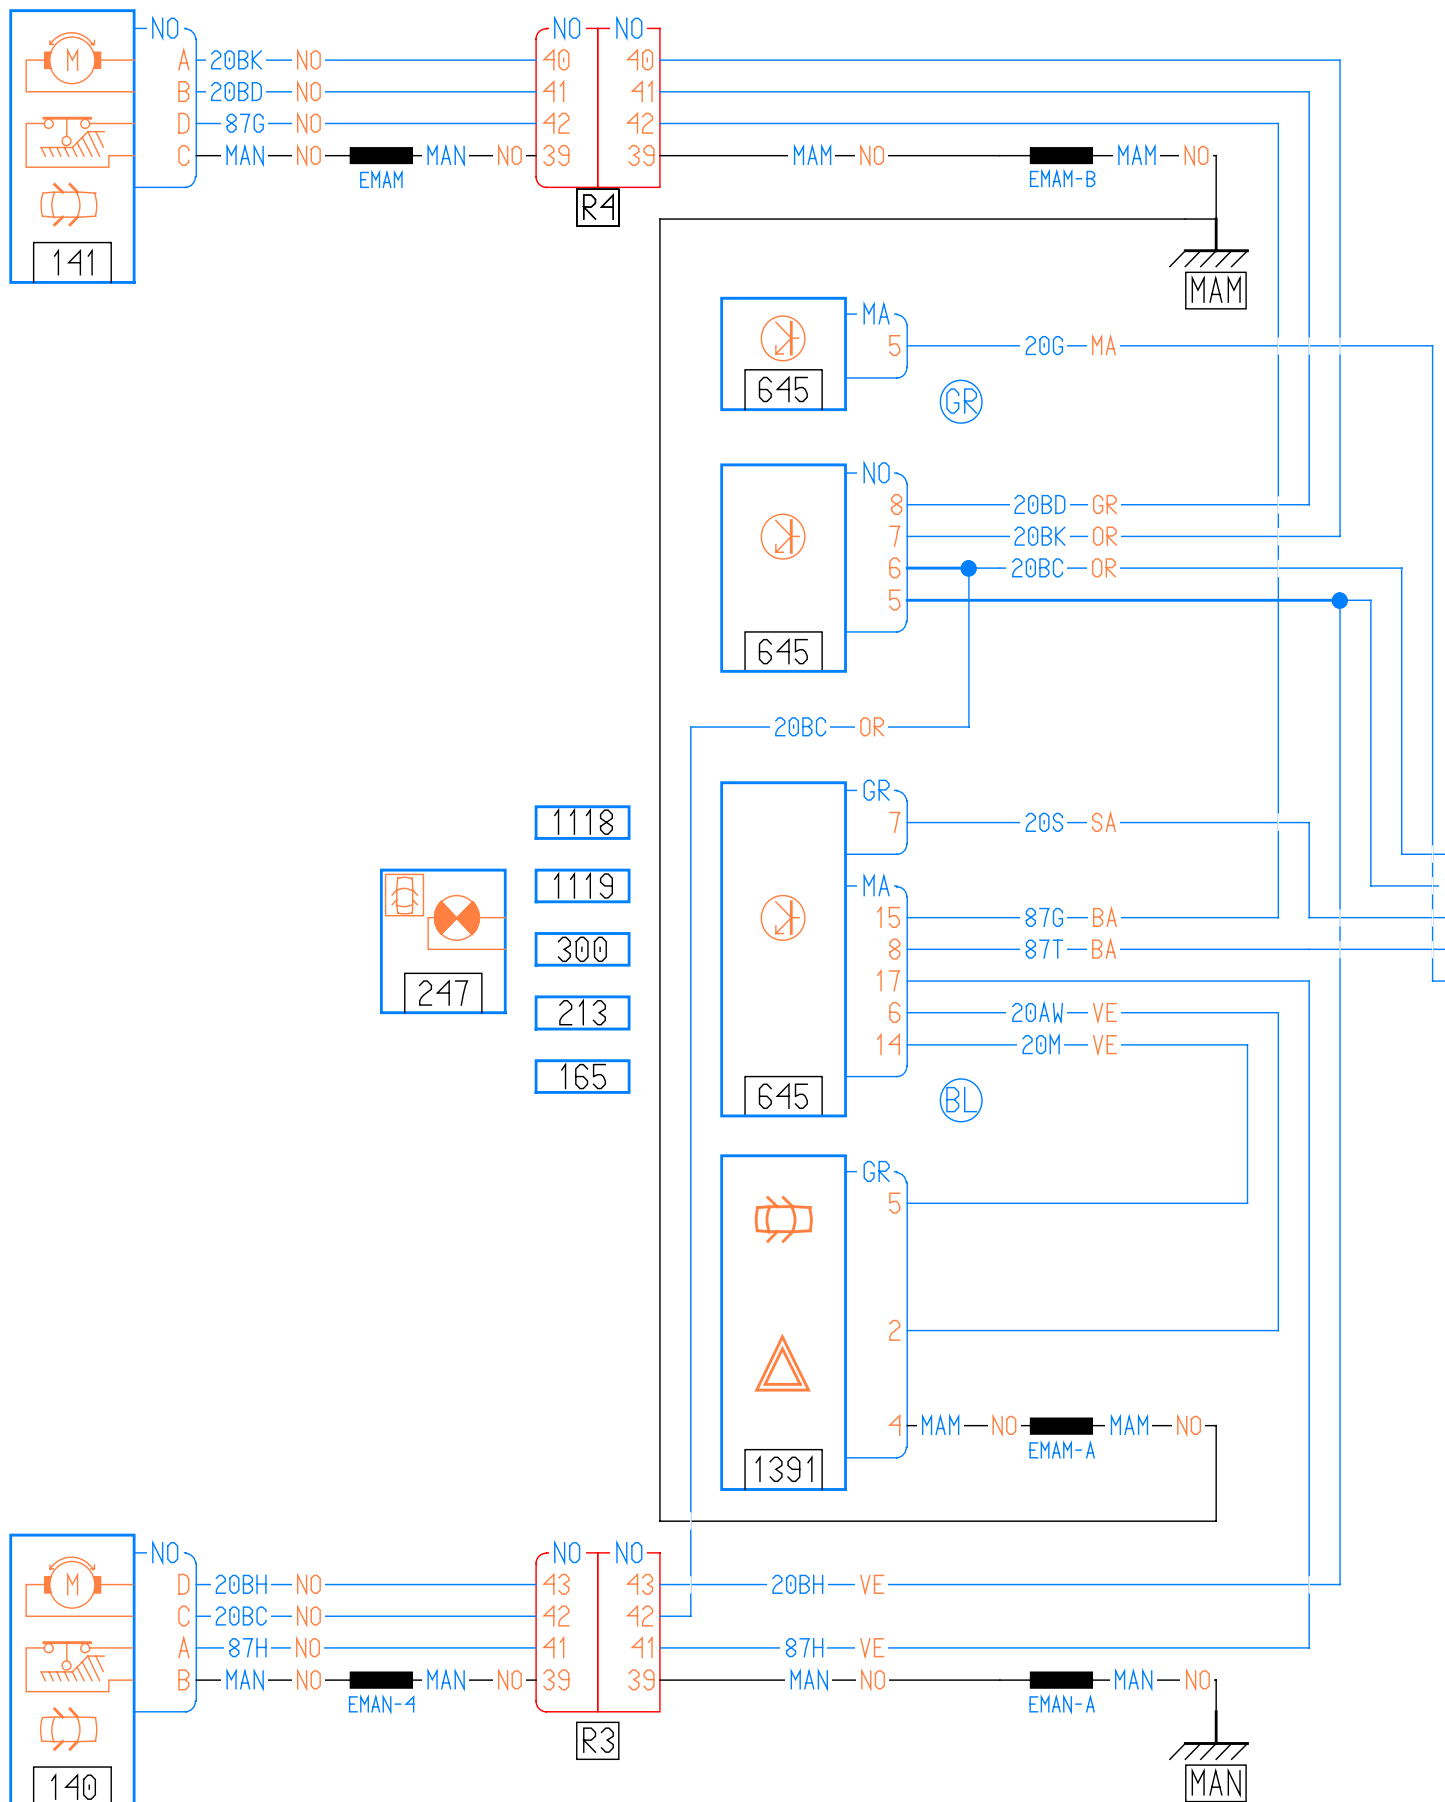 NO NO NO
M A 20BK NO 40 40
B 20BD NO 41 41
D 87G NO 42 42
C MAN NO MAN NO 39 39 MAM NO MAM NO
EMAM EMAM-B
R4
141
MAM
MA
5 20G MA
645
GR
NO
8 20BD GR
7 20BK OR
6 20BC OR
5
645
20BC OR
GR
7 20S SA
1118
1119
MA
15 87G BA
8 87T BA
300
17
247
213
6 20AW VE
14 20M VE
165
645
BL
GR
5
2
4 MAM NO MAM NO
EMAM-A
1391
NO NO NO
M D 20BH NO 43 43 20BH VE
C 20BC NO 42 42
A 87H NO 41 41 87H VE
B MAN NO MAN NO 39 39 MAN NO MAN NO
EMAN-4 EMAN-A
R3
140
MAN